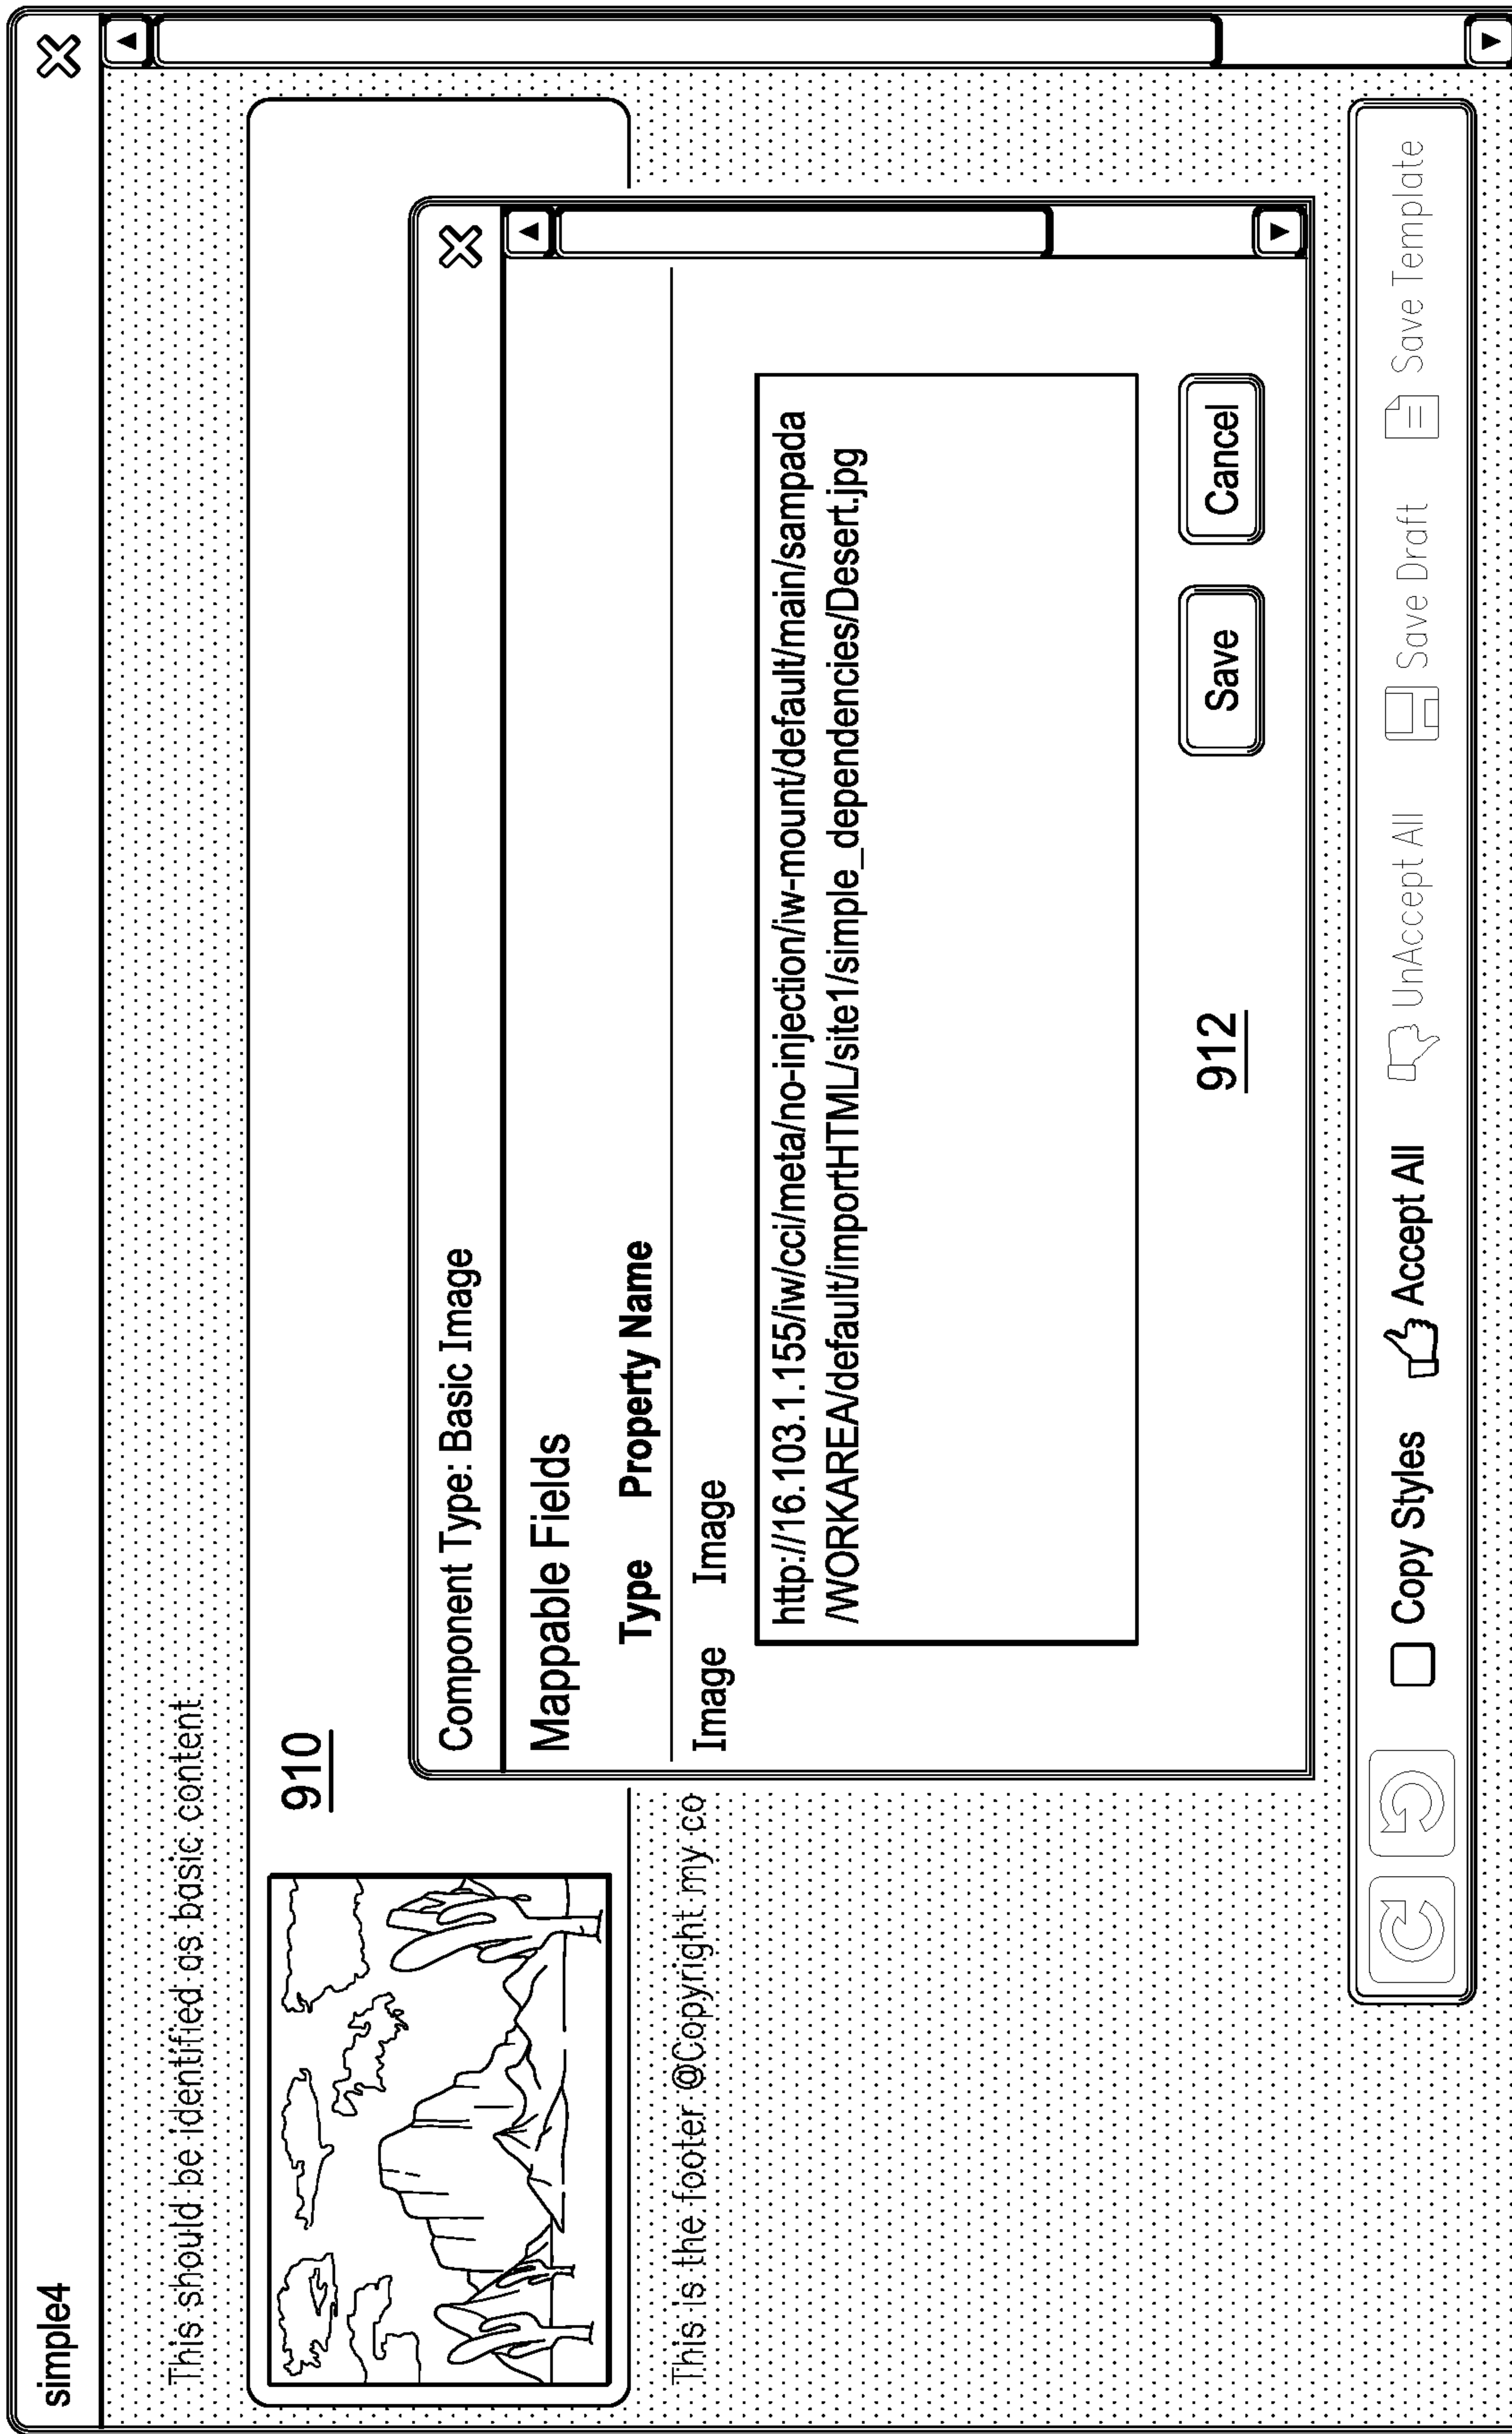 simple4
This should be identified as basic content
910
Component Type: Basic Image
Mappable Fields
Type Property Name
Image Image
http://16.103.1.155/iw/cci/meta/no-injection/iw-mount/default/main/sampada
/WORKAREA/default/importHTML/site1/simple_dependencies/Desert.jpg
912
Save Cancel
This is the footer @Copyright my co
Copy Styles Accept All UnAccept All Save Draft Save Template